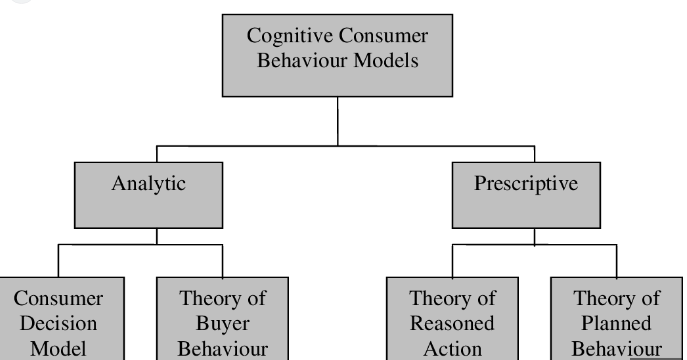 Cognitive Consumer
Behaviour Models
Analytic
Prescriptive
Consumer
Decision
Model
Theory of
Buyer
Behaviour
Theory of
Reasoned
Action
Theory of
Planned
Behaviour